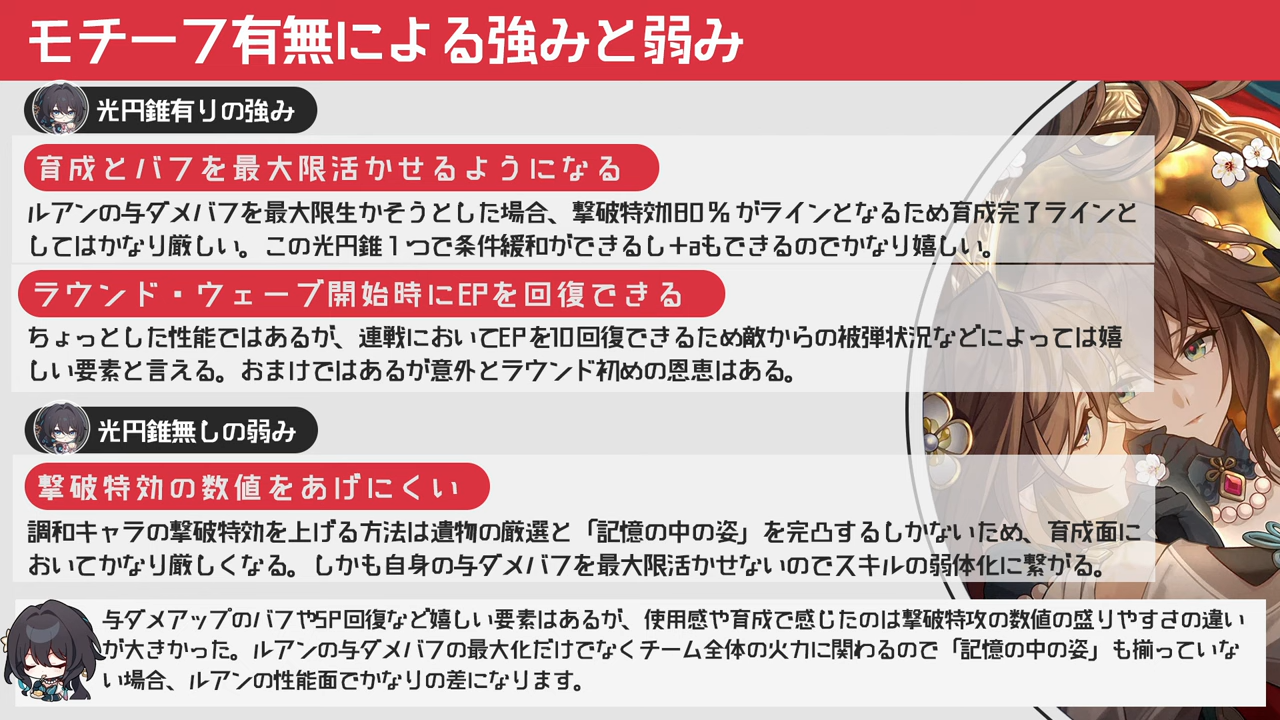 モチーフ有無による強みと弱み
光円錐有りの強み
育成とバフを最大限活かせるようになる
ルアンの与ダメバフを最大限生かそうとした場合、撃破特効180％がラインとなるため育成完了ラインと
してはかなり厳しい。この光円錐１つで条件緩和ができるし＋aもできるのでかなり嬉しい。
ラウンド・ウェーブ開始時にEPを回復できる
ちょっとした性能ではあるが、連戦においてEPを10回復できるため敵からの被弾状況などによっては嬉
しい要素と言える。おまけではあるが意外とラウンド初めの恩恵はある。
光円錐無しの弱み
撃破特効の数値をあげにくい
調和キャラの撃破特効を上げる方法は遺物の厳選と「記憶の中の姿」を完凸するしかないため、育成面に
おいてかなり厳しくなる。しかも自身の与ダメバフを最大限活かせないのでスキルの弱体化に繋がる。
与ダメアップのバフやSP回復など嬉しい要素はあるが、使用感や育成で感じたのは撃破特攻の数値の盛りやすさの違い
が大きかった。ルアンの与ダメバフの最大化だけでなくチーム全体の火力に関わるので「記憶の中の姿」も揃っていな
い場合、ルアンの性能面でかなりの差になります。